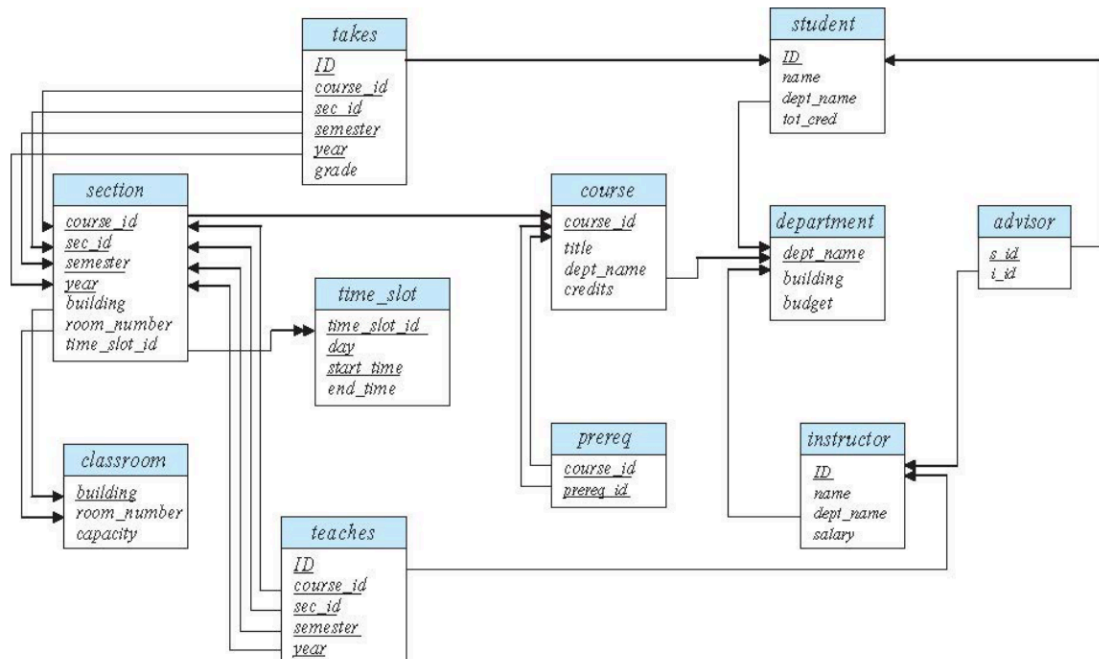 takes
ID
course_id
sec_id
semester
year
grade
student
ID
name
dept_name
tot_cred
section
course_id
sec_id
semester
year
building
room_number
time_slot_id
course
course_id
title
dept_name
credits
department
dept_name
building
budget
advisor
s_id
i_id
time_slot
time_slot_id
day
start_time
end_time
prereq
course_id
prereq_id
instructor
ID
name
dept_name
salary
classroom
building
room_number
capacity
teaches
ID
course_id
sec_id
semester
year